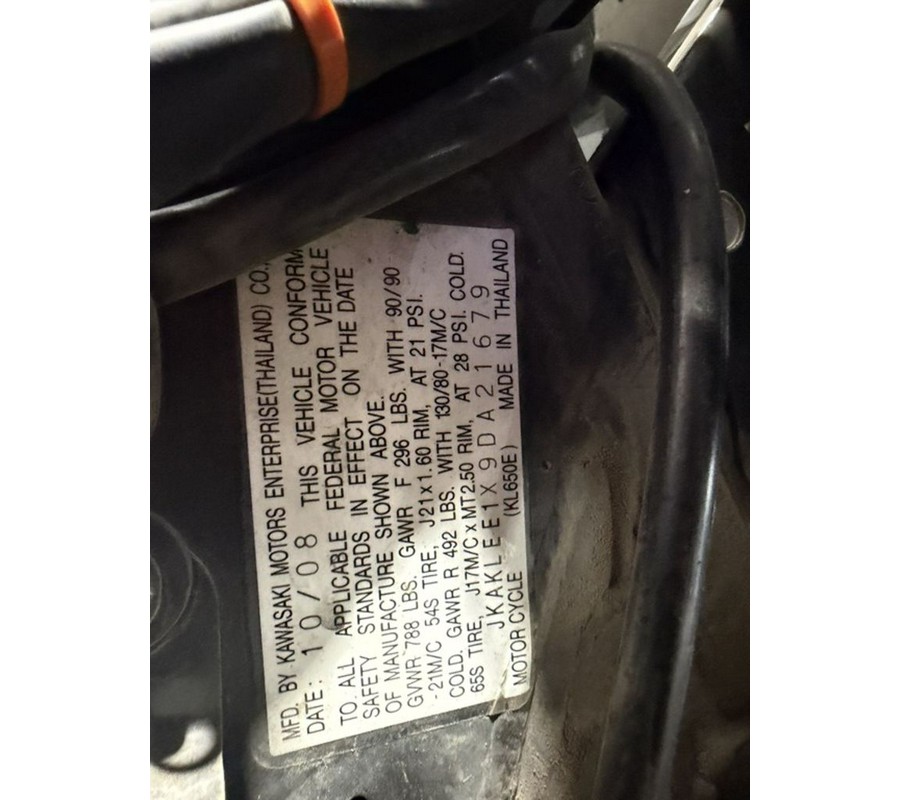 MFD. BY KAWASAKI MOTORS ENTERPRISE(THAILAND) CO.,
DATE: 10/08 THIS VEHICLE CONFORM
TO ALL APPLICABLE FEDERAL MOTOR VEHICLE
SAFETY STANDARDS IN EFFECT ON THE DATE
OF MANUFACTURE SHOWN ABOVE.
GVWR 788 LBS. GAWR F 296 LBS. WITH 90/90
-21M/C 54S TIRE, J21x1.60 RIM, AT 21 PSI.
COLD. GAWR R 492 LBS. WITH 130/80-17M/C
65S TIRE, J17M/CxMT2.50 RIM, AT 28 PSI. COLD.
JKAKLEE1X9DA21679
MOTOR CYCLE (KL650E) MADE IN THAILAND